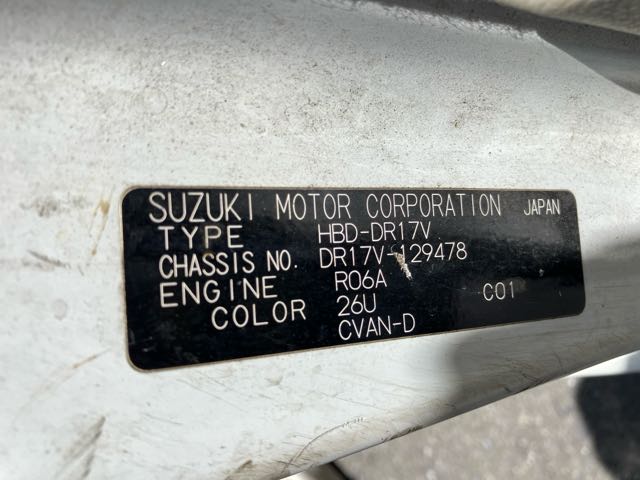 SUZUKI MOTOR CORPORATION JAPAN
TYPE HBD-DR17V
CHASSIS NO. DR17V-129478
ENGINE R06A C01
COLOR 26U
CVAN-D